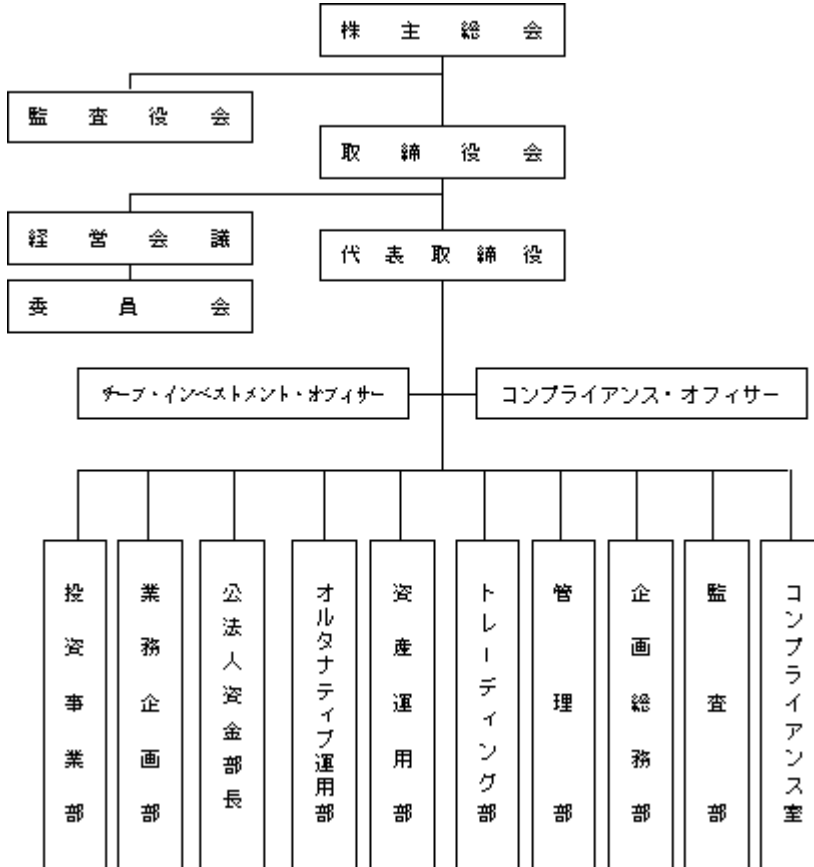 株主総会
監査役会
取締役会
経営会議
代表取締役
委員会
チーフ・インベストメント・オフィサー
コンプライアンス・オフィサー
投資事業部
業務企画部
公法人資金部長
オルタナティブ運用部
資産運用部
トレーディング部
管理部
企画総務部
監査部
コンプライアンス室